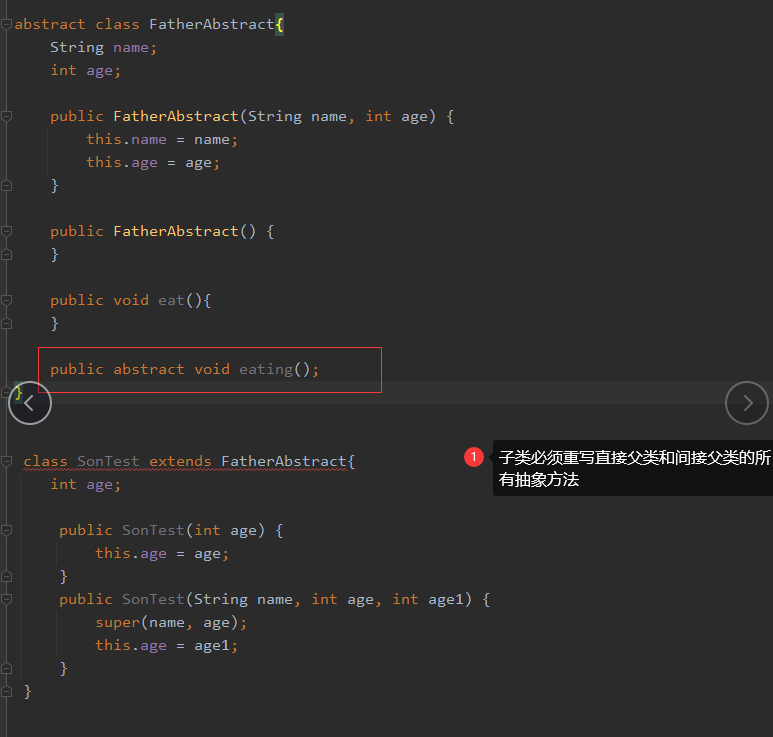 abstract class FatherAbstract{
String name;
int age;
public FatherAbstract(String name, int age) {
this.name = name;
this.age = age;
}
public FatherAbstract() {
}
public void eat(){
}
public abstract void eating();
}
class SonTest extends FatherAbstract{
1 子类必须重写直接父类和间接父类的所
有抽象方法
int age;
public SonTest(int age) {
this.age = age;
}
public SonTest(String name, int age, int age1) {
super(name, age);
this.age = age1;
}
}